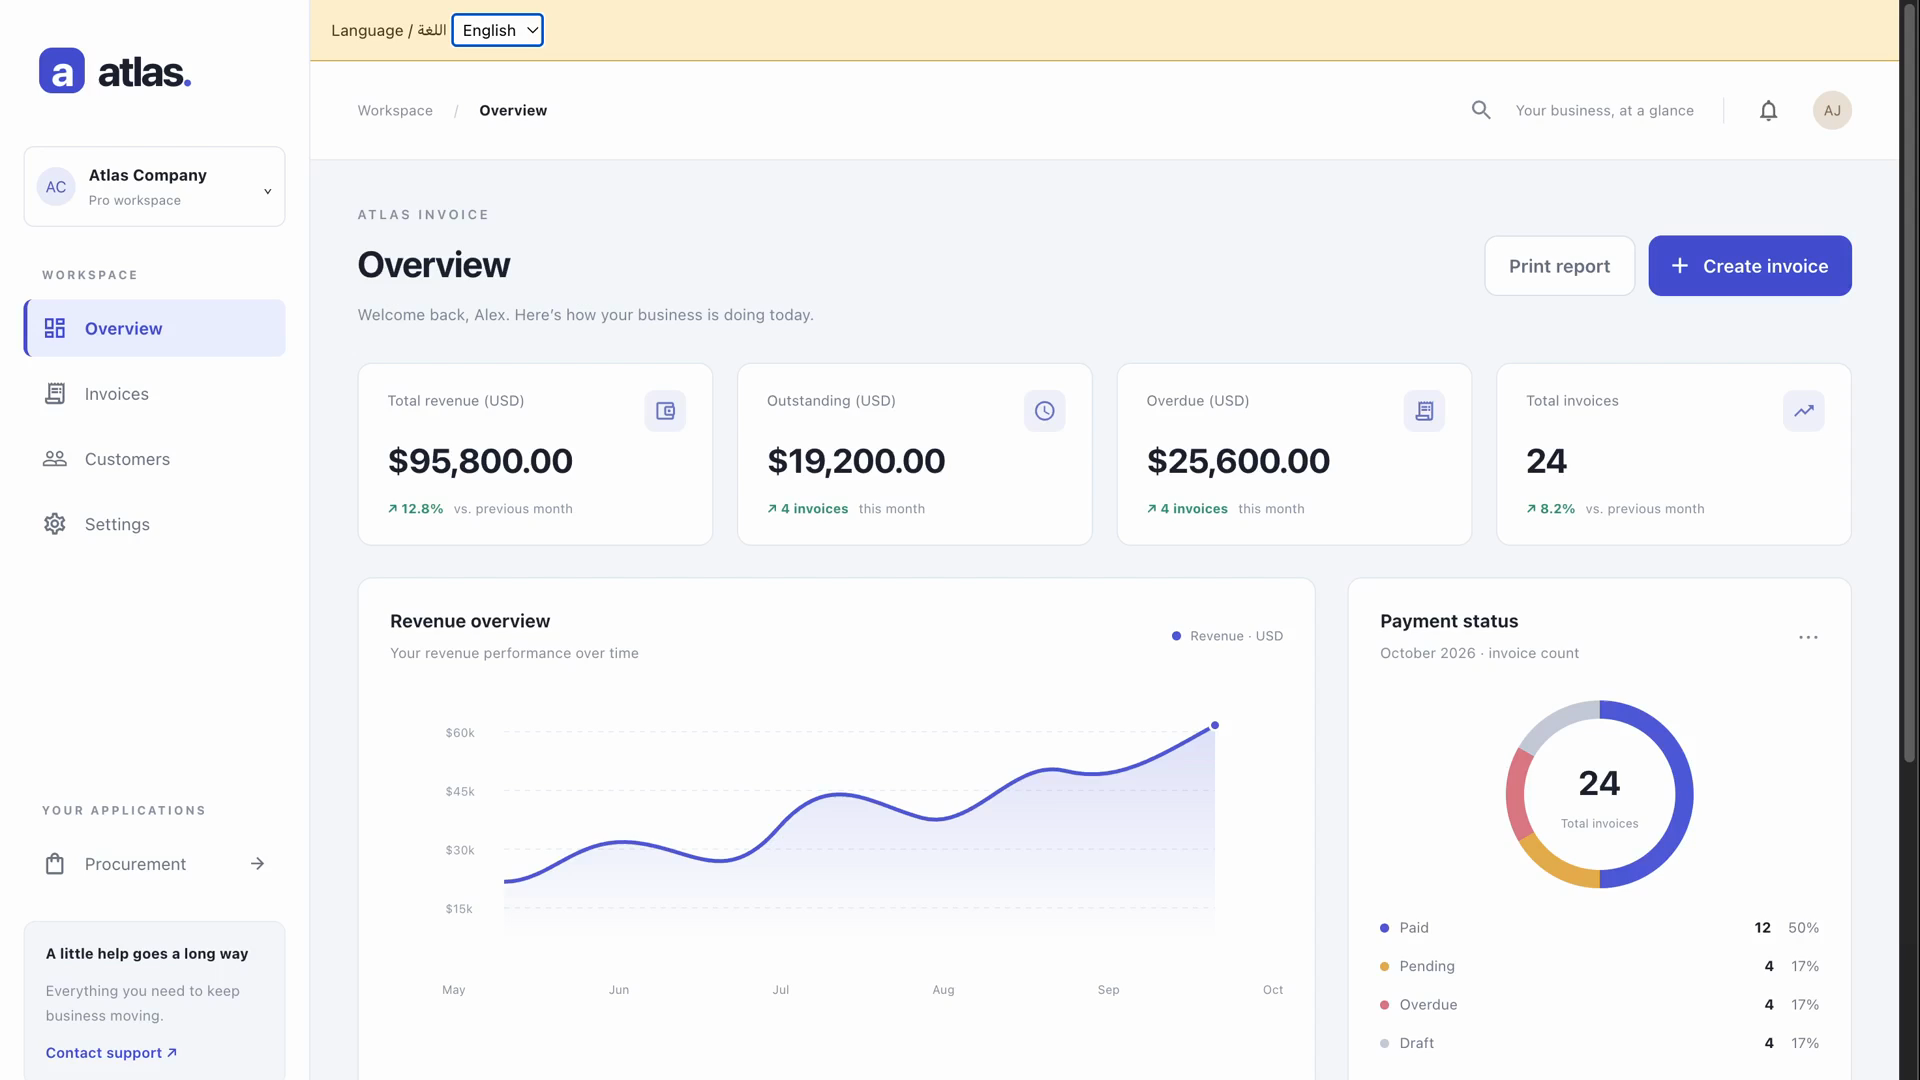 a atlas.
AC
Atlas Company
Pro workspace
WORKSPACE
Overview
Invoices
Customers
Settings
YOUR APPLICATIONS
Procurement
A little help goes a long way
Everything you need to keep
business moving.
Contact support ↗
Language / اللغة English
Workspace / Overview
Your business, at a glance
AJ
ATLAS INVOICE
Overview
Welcome back, Alex. Here’s how your business is doing today.
Print report
+ Create invoice
Total revenue (USD)
$95,800.00
↗ 12.8% vs. previous month
Outstanding (USD)
$19,200.00
↗ 4 invoices this month
Overdue (USD)
$25,600.00
↗ 4 invoices this month
Total invoices
24
↗ 8.2% vs. previous month
Revenue overview
Your revenue performance over time
Revenue · USD
$60k
$45k
$30k
$15k
May Jun Jul Aug Sep Oct
Payment status
October 2026 · invoice count
24
Total invoices
Paid 12 50%
Pending 4 17%
Overdue 4 17%
Draft 4 17%